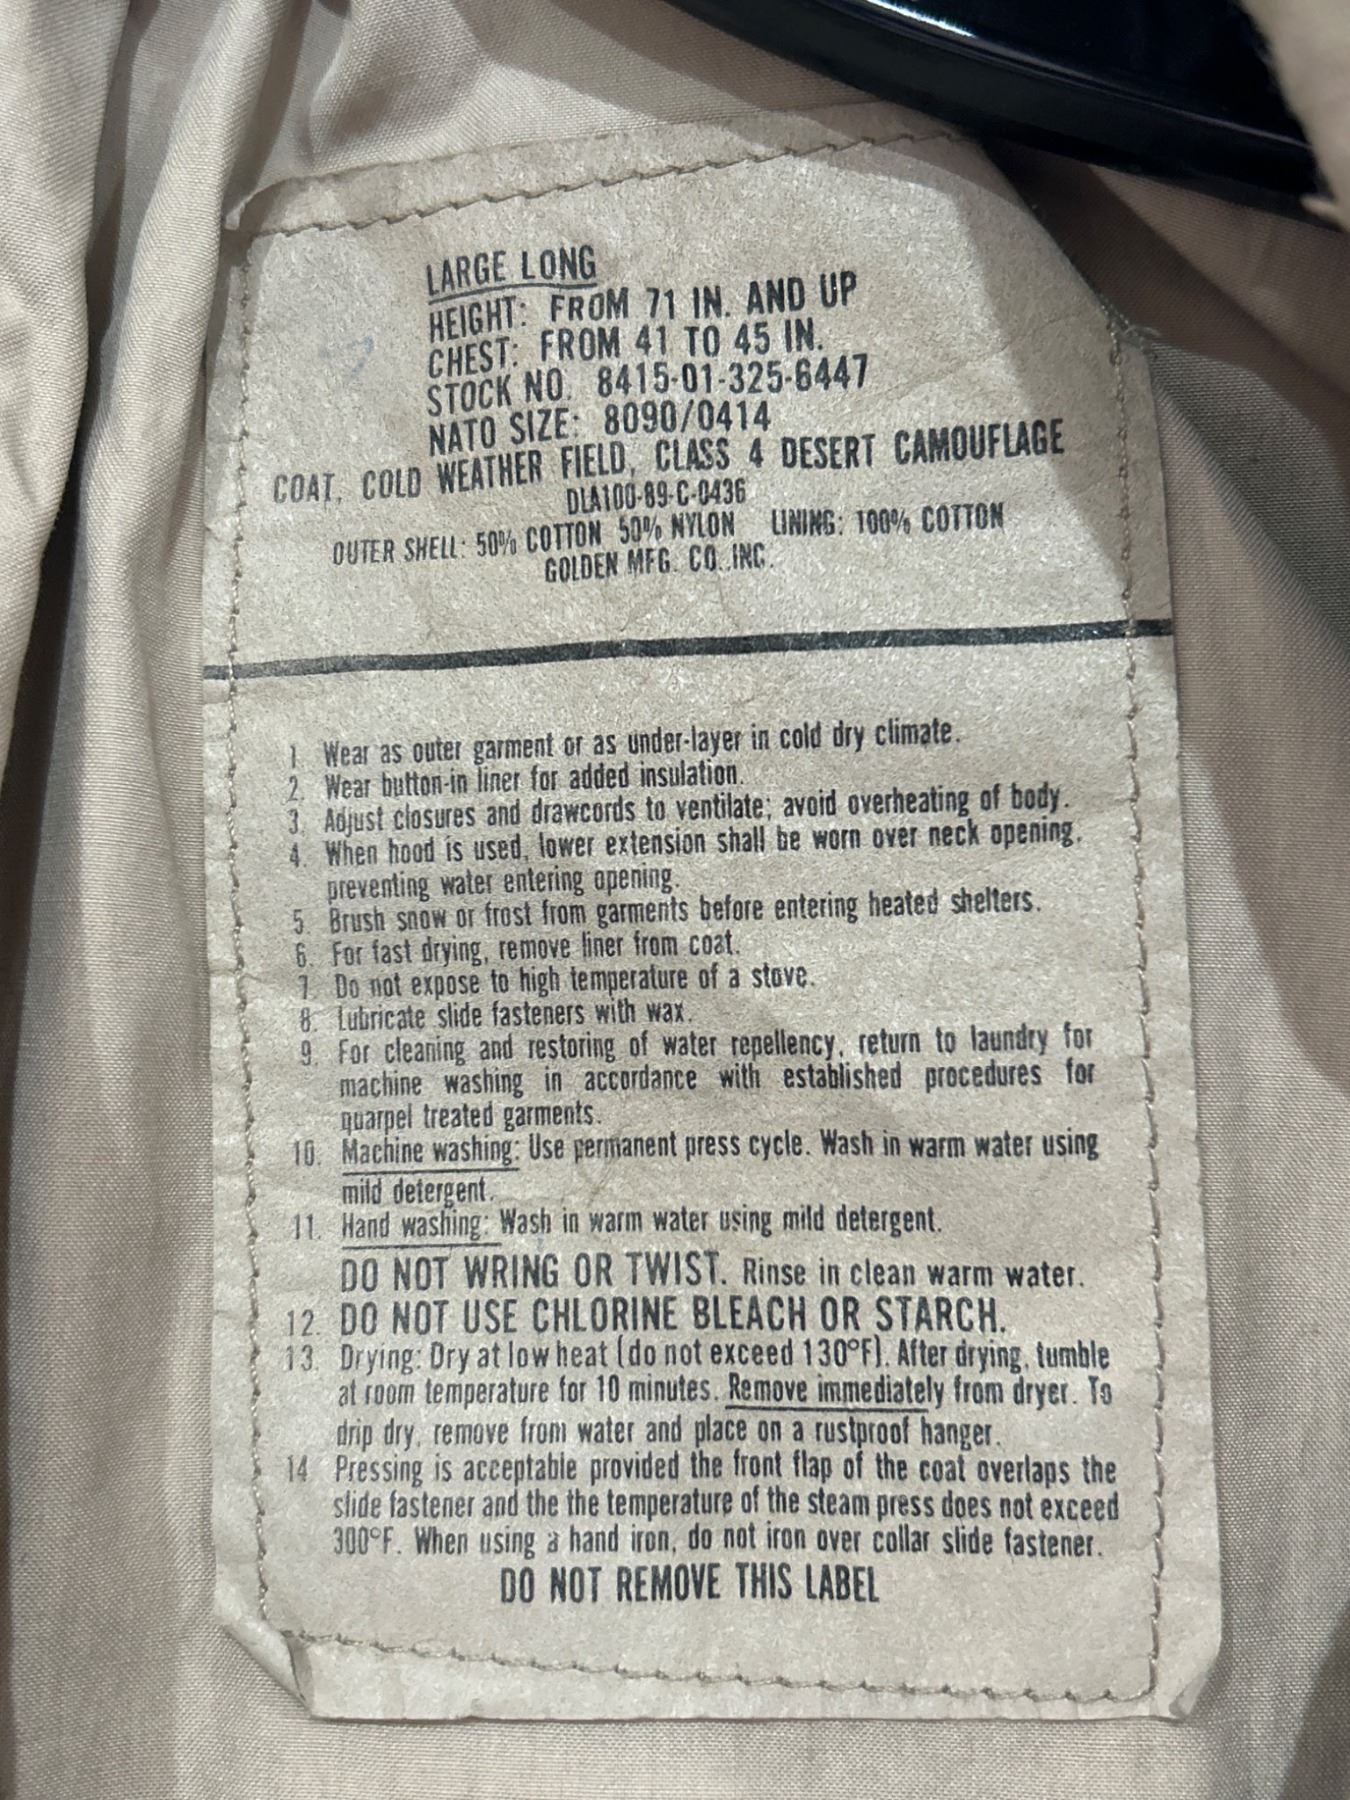 LARGE LONG
HEIGHT: FROM 71 IN. AND UP
CHEST: FROM 41 TO 45 IN.
STOCK NO. 8415-01-325-6447
NATO SIZE: 8090/0414
COAT, COLD WEATHER FIELD, CLASS 4 DESERT CAMOUFLAGE
DLA100-89-C-0436
OUTER SHELL: 50% COTTON 50% NYLON LINING: 100% COTTON
GOLDEN MFG. CO. INC.
1 Wear as outer garment or as under-layer in cold dry climate.
2. Wear button-in liner for added insulation.
3. Adjust closures and drawcords to ventilate; avoid overheating of body.
4. When hood is used, lower extension shall be worn over neck opening,
preventing water entering opening.
5. Brush snow or frost from garments before entering heated shelters.
6. For fast drying, remove liner from coat.
7. Do not expose to high temperature of a stove.
8. Lubricate slide fasteners with wax.
9. For cleaning and restoring of water repellency, return to laundry for
machine washing in accordance with established procedures for
quarpel treated garments.
10. Machine washing: Use permanent press cycle. Wash in warm water using
mild detergent.
11. Hand washing: Wash in warm water using mild detergent.
DO NOT WRING OR TWIST. Rinse in clean warm water.
12. DO NOT USE CHLORINE BLEACH OR STARCH.
13. Drying: Dry at low heat (do not exceed 130°F). After drying, tumble
at room temperature for 10 minutes. Remove immediately from dryer. To
drip dry, remove from water and place on a rustproof hanger.
14 Pressing is acceptable provided the front flap of the coat overlaps the
slide fastener and the the temperature of the steam press does not exceed
300°F. When using a hand iron, do not iron over collar slide fastener.
DO NOT REMOVE THIS LABEL